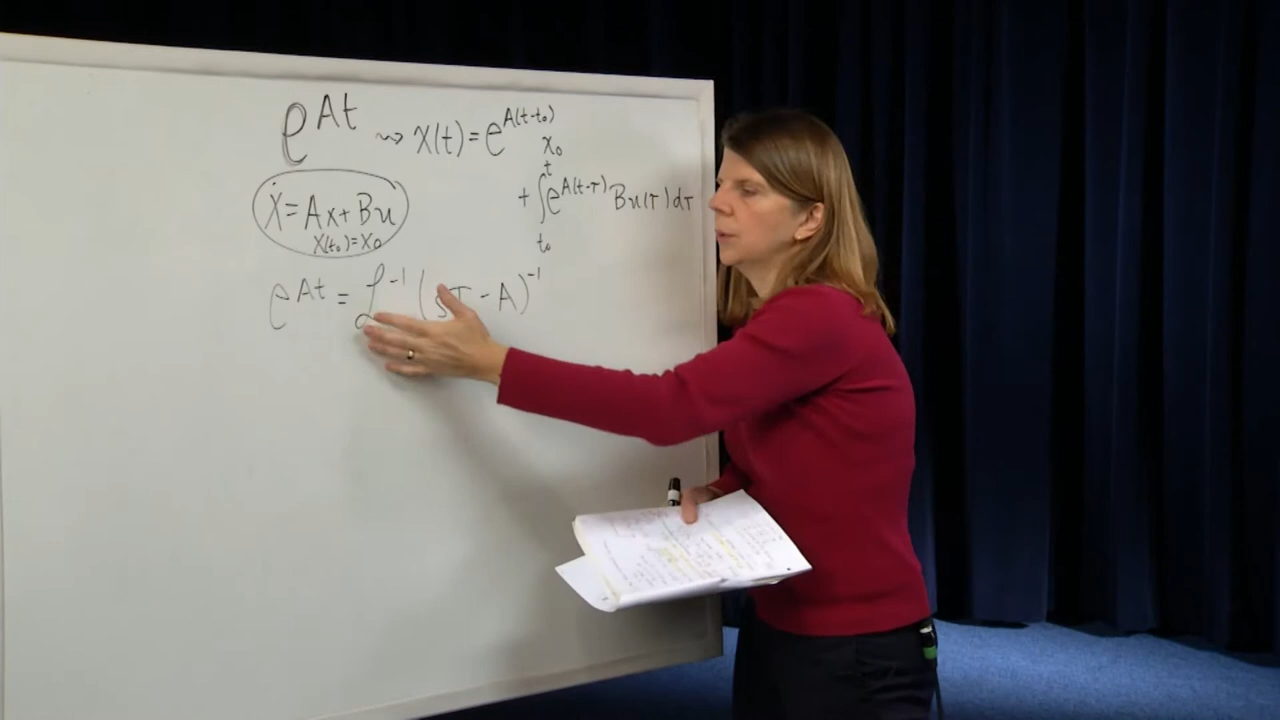 e^{At} ⇝ x(t) = e^{A(t-t₀)} x₀
+ ∫_{t₀}^{t} e^{A(t-τ)} Bu(τ)dτ
ẋ = Ax + Bu
x(t₀) = x₀
e^{At} = ℒ^{-1} (sI - A)^{-1}